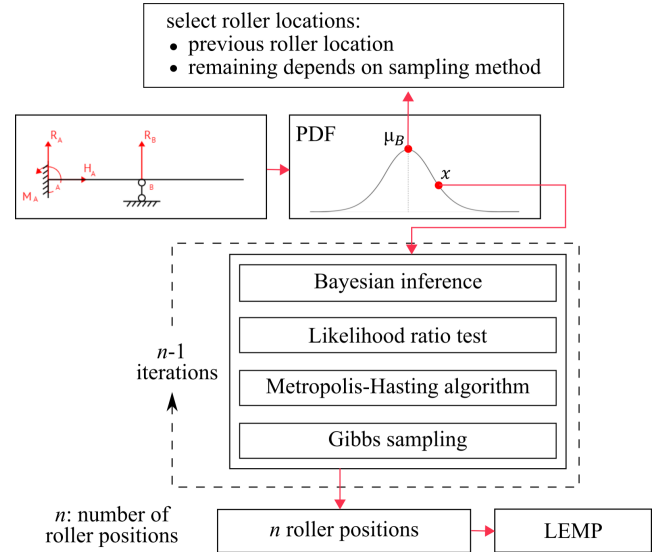 select roller locations:
• previous roller location
• remaining depends on sampling method
R_A
R_B
H_A
A
B
M_A
PDF
μ_B
x
Bayesian inference
Likelihood ratio test
Metropolis-Hasting algorithm
Gibbs sampling
n-1
iterations
n: number of
roller positions
n roller positions
LEMP